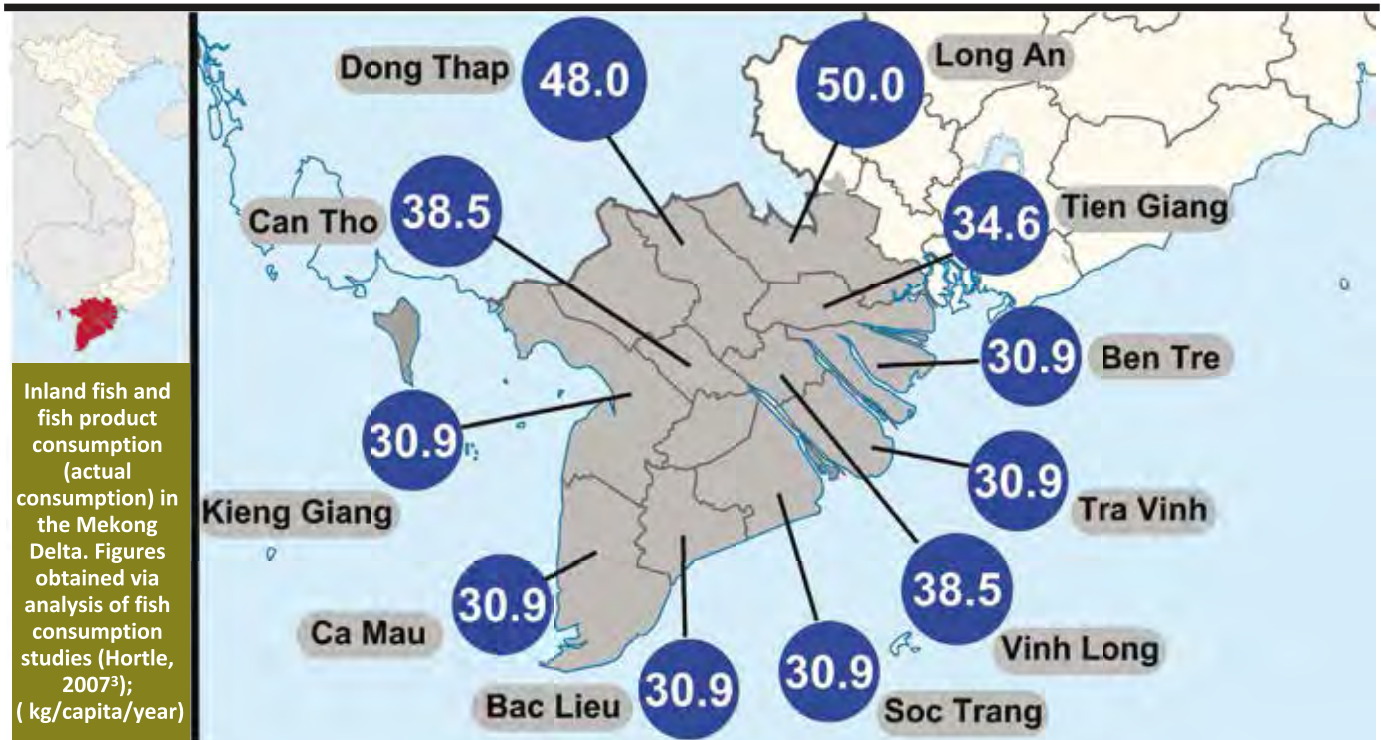 Dong Thap
48.0
50.0
Long An
Can Tho
38.5
34.6
Tien Giang
30.9
Ben Tre
30.9
Kieng Giang
30.9
Tra Vinh
30.9
Ca Mau
38.5
Vinh Long
30.9
Bac Lieu
30.9
Soc Trang
Inland fish and
fish product
consumption
(actual
consumption) in
the Mekong
Delta. Figures
obtained via
analysis of fish
consumption
studies (Hortle,
2007³);
( kg/capita/year)